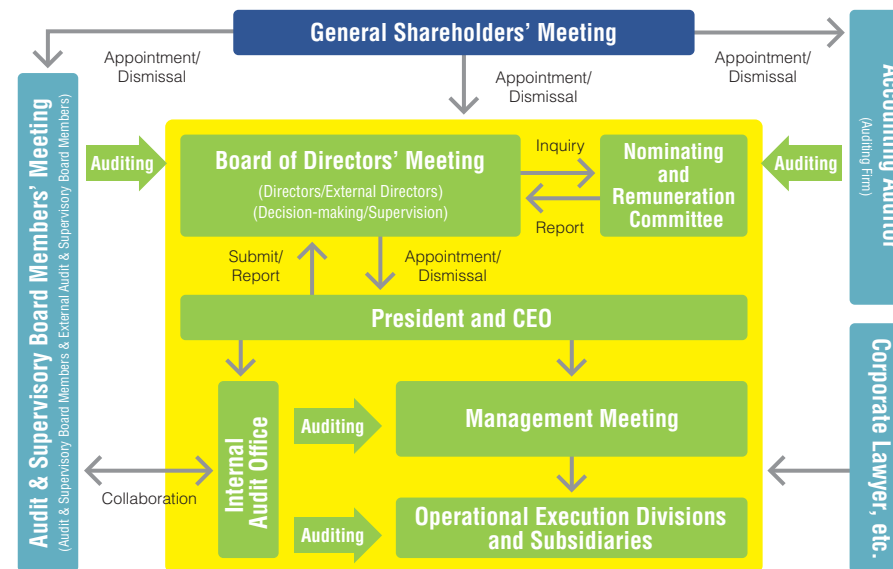 General Shareholders' Meeting
Appointment/
Dismissal
Appointment/
Dismissal
Appointment/
Dismissal
Audit & Supervisory Board Members' Meeting
(Audit & Supervisory Board Members & External Audit & Supervisory Board Members)
Auditing
Board of Directors' Meeting
(Directors/External Directors)
(Decision-making/Supervision)
Inquiry
Report
Nominating
and
Remuneration
Committee
Auditing
Accounting Auditor
(Auditing Firm)
Submit/
Report
Appointment/
Dismissal
President and CEO
Internal
Audit Office
Auditing
Management Meeting
Collaboration
Auditing
Operational Execution Divisions
and Subsidiaries
Corporate Lawyer, etc.